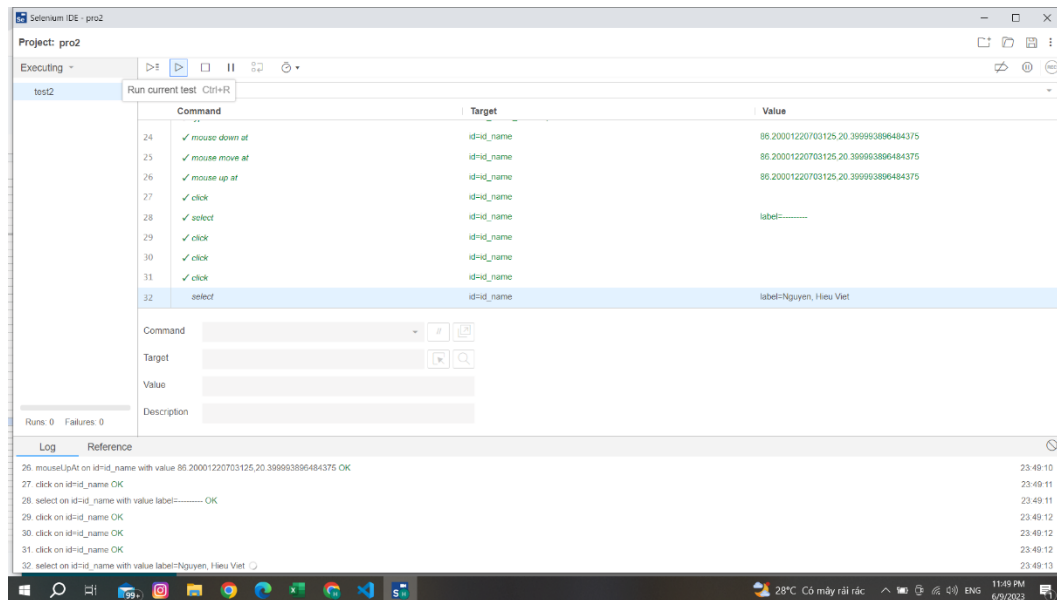 Selenium IDE - pro2
Project: pro2
Executing
test2
Run current test Ctrl+R
Command Target Value
24 ✓ mouse down at id=id_name 86.20001220703125,20.399993896484375
25 ✓ mouse move at id=id_name 86.20001220703125,20.399993896484375
26 ✓ mouse up at id=id_name 86.20001220703125,20.399993896484375
27 ✓ click id=id_name
28 ✓ select id=id_name label=---------
29 ✓ click id=id_name
30 ✓ click id=id_name
31 ✓ click id=id_name
32 select id=id_name label=Nguyen, Hieu Viet
Command //
Target
Value
Description
Runs: 0 Failures: 0
Log Reference
26. mouseUpAt on id=id_name with value 86.20001220703125,20.399993896484375 OK 23:49:10
27. click on id=id_name OK 23:49:11
28. select on id=id_name with value label=--------- OK 23:49:11
29. click on id=id_name OK 23:49:12
30. click on id=id_name OK 23:49:12
31. click on id=id_name OK 23:49:12
32. select on id=id_name with value label=Nguyen, Hieu Viet 23:49:13
99+ 28°C Có mây rải rác ENG 11:49 PM
6/9/2023